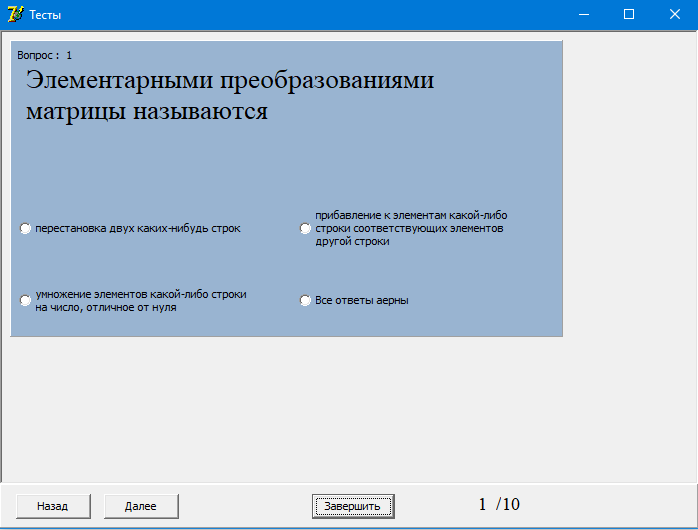 Тесты
Вопрос : 1
Элементарными преобразованиями
матрицы называются
перестановка двух каких-нибудь строк
прибавление к элементам какой-либо
строки соответствующих элементов
другой строки
умножение элементов какой-либо строки
на число, отличное от нуля
Все ответы аерны
Назад
Далее
Завершить
1 /10